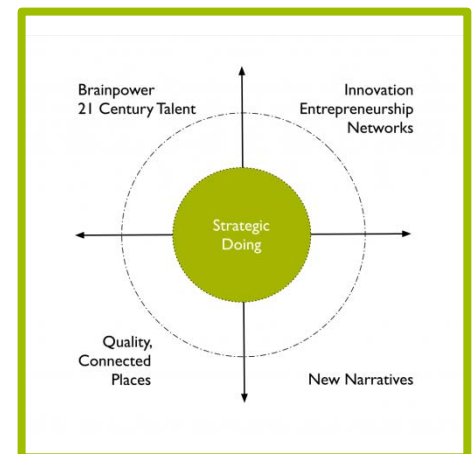 Brainpower
21 Century Talent
Innovation
Entrepreneurship
Networks
Strategic
Doing
Quality,
Connected
Places
New Narratives